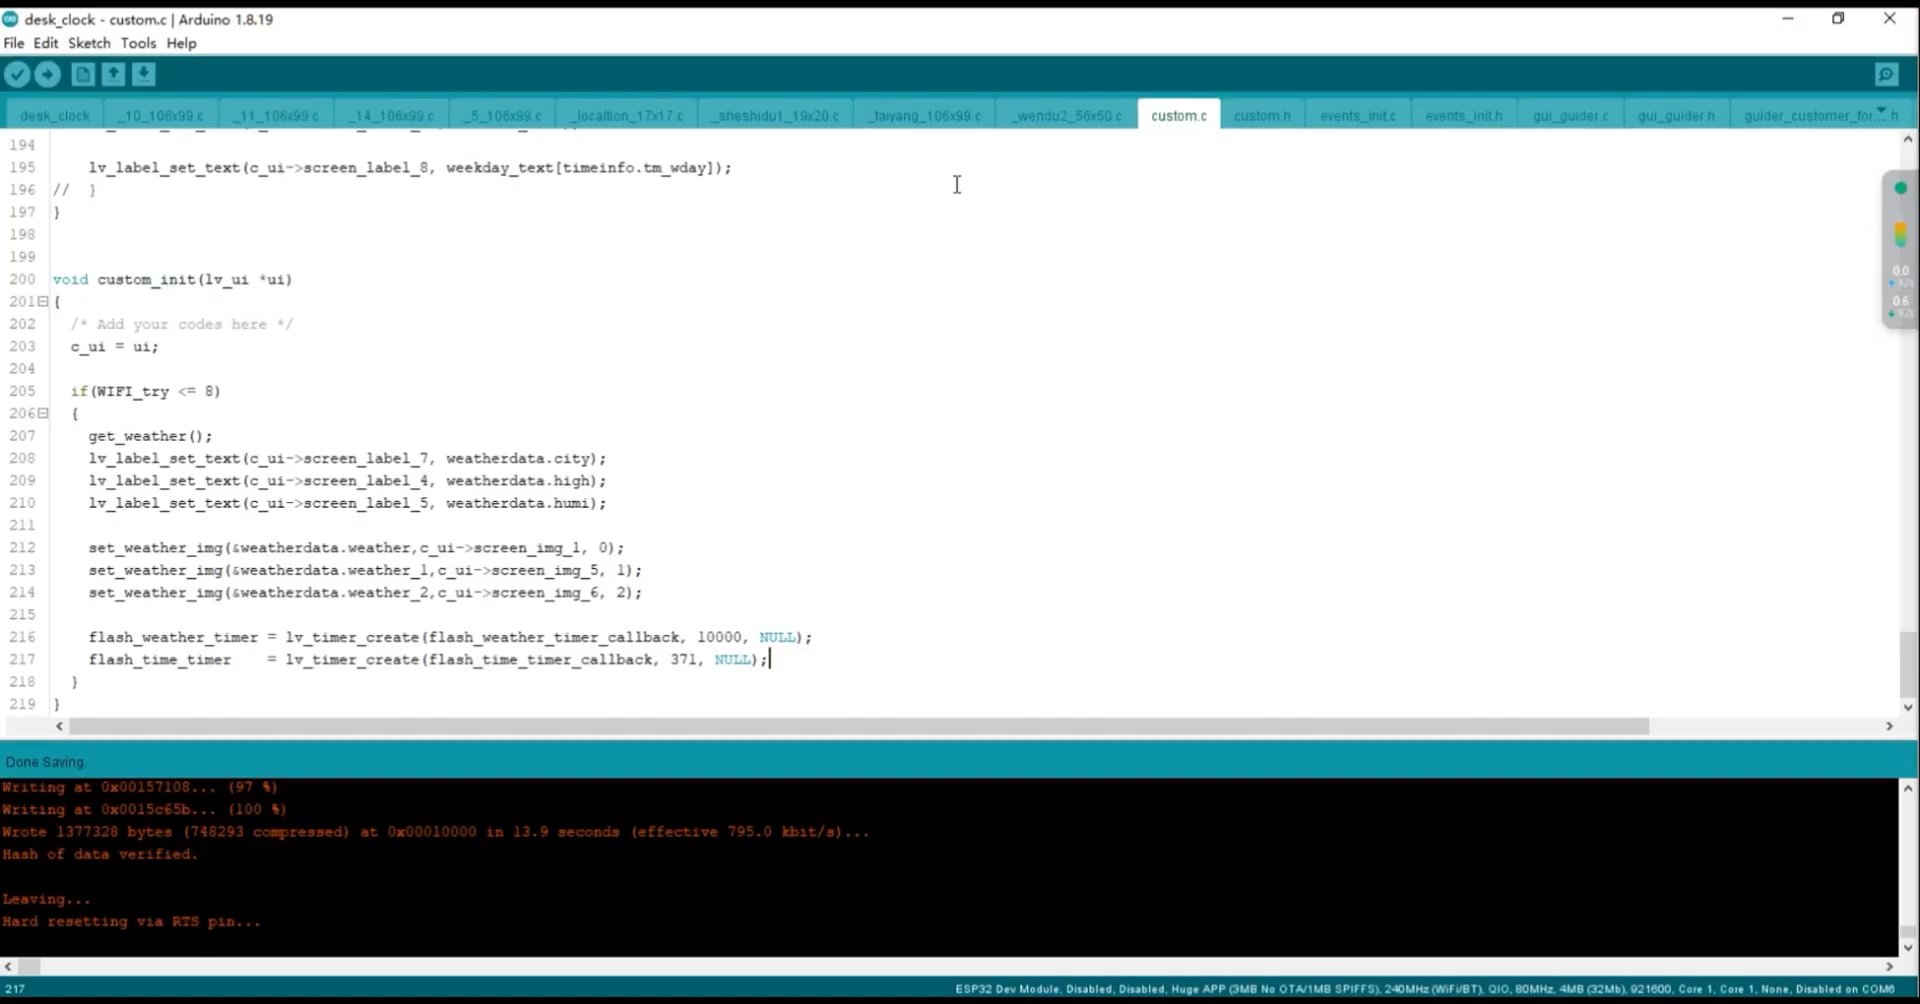 desk_clock - custom.c | Arduino 1.8.19
File Edit Sketch Tools Help
desk_clock _10_106x99.c _11_106x99.c _14_106x99.c _5_106x99.c _localtion_17x17.c _sheshidu1_19x20.c _taiyang_106x99.c _wendu2_56x50.c custom.c custom.h events_init.c events_init.h gui_guider.c gui_guider.h guider_customer_for... h
194
195 lv_label_set_text(c_ui->screen_label_8, weekday_text[timeinfo.tm_wday]);
196 // }
197 }
198
199
200 void custom_init(lv_ui *ui)
201 {
202 /* Add your codes here */
203 c_ui = ui;
204
205 if(WIFI_try <= 8)
206 {
207 get_weather();
208 lv_label_set_text(c_ui->screen_label_7, weatherdata.city);
209 lv_label_set_text(c_ui->screen_label_4, weatherdata.high);
210 lv_label_set_text(c_ui->screen_label_5, weatherdata.humi);
211
212 set_weather_img(&weatherdata.weather,c_ui->screen_img_1, 0);
213 set_weather_img(&weatherdata.weather_1,c_ui->screen_img_5, 1);
214 set_weather_img(&weatherdata.weather_2,c_ui->screen_img_6, 2);
215
216 flash_weather_timer = lv_timer_create(flash_weather_timer_callback, 10000, NULL);
217 flash_time_timer = lv_timer_create(flash_time_timer_callback, 371, NULL);
218 }
219 }
0.0
K/s
0.6
K/s
Done Saving.
Writing at 0x00157108... (97 %)
Writing at 0x0015c65b... (100 %)
Wrote 1377328 bytes (748293 compressed) at 0x00010000 in 13.9 seconds (effective 795.0 kbit/s)...
Hash of data verified.
Leaving...
Hard resetting via RTS pin...
217 ESP32 Dev Module, Disabled, Disabled, Huge APP (3MB No OTA/1MB SPIFFS), 240MHz (WiFi/BT), QIO, 80MHz, 4MB (32Mb), 921600, Core 1, Core 1, None, Disabled on COM6